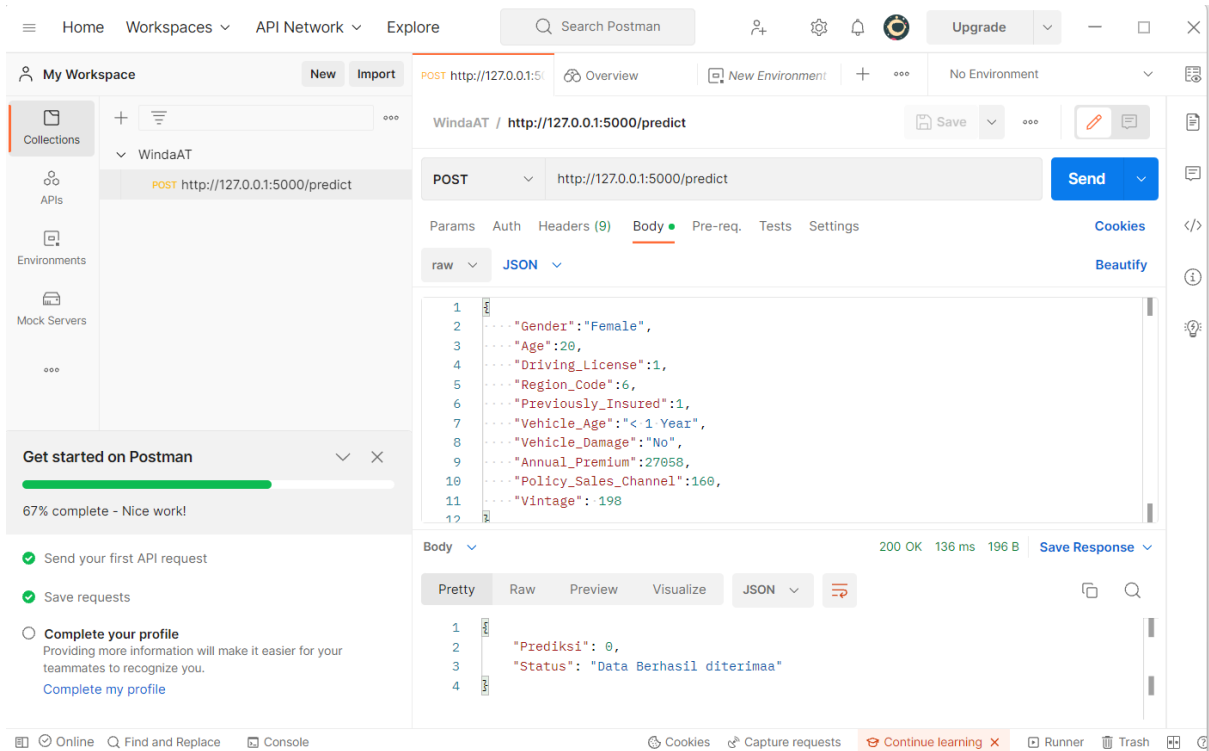 Home Workspaces API Network Explore Search Postman Upgrade
My Workspace New Import
POST http://127.0.0.1:50 Overview New Environment No Environment
Collections
APIs
Environments
Mock Servers
WindaAT
POST http://127.0.0.1:5000/predict
WindaAT / http://127.0.0.1:5000/predict Save
POST http://127.0.0.1:5000/predict Send
Params Auth Headers (9) Body Pre-req. Tests Settings Cookies
raw JSON Beautify
1 {
2 "Gender":"Female",
3 "Age":20,
4 "Driving_License":1,
5 "Region_Code":6,
6 "Previously_Insured":1,
7 "Vehicle_Age":"< 1 Year",
8 "Vehicle_Damage":"No",
9 "Annual_Premium":27058,
10 "Policy_Sales_Channel":160,
11 "Vintage": 198
12 }
Get started on Postman
67% complete - Nice work!
Send your first API request
Save requests
Complete your profile
Providing more information will make it easier for your
teammates to recognize you.
Complete my profile
Body 200 OK 136 ms 196 B Save Response
Pretty Raw Preview Visualize JSON
1 {
2 "Prediksi": 0,
3 "Status": "Data Berhasil diterimaa"
4 }
Online Find and Replace Console Cookies Capture requests Continue learning Runner Trash